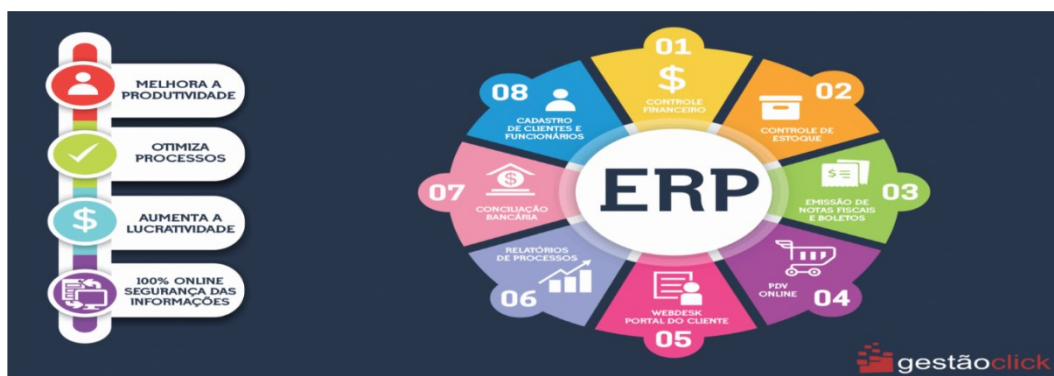 MELHORA A
PRODUTIVIDADE
OTIMIZA
PROCESSOS
AUMENTA A
LUCRATIVIDADE
100% ONLINE
SEGURANÇA DAS
INFORMAÇÕES
ERP
01
$
CONTROLE
FINANCEIRO
02
CONTROLE DE
ESTOQUE
03
EMISSÃO DE
NOTAS FISCAIS
E BOLETOS
04
PDV
ONLINE
05
WEBDESK
PORTAL DO CLIENTE
06
RELATÓRIOS
DE PROCESSOS
07
CONCILIAÇÃO
BANCÁRIA
08
CADASTRO
DE CLIENTES E
FUNCIONÁRIOS
gestãoclick